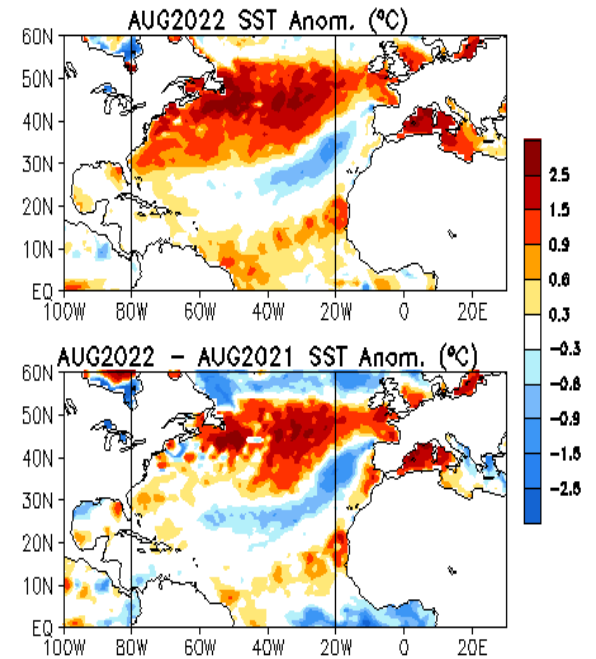 AUG2022 SST Anom. (°C)
60N
50N
40N
30N
20N
10N
EQ
100W 80W 60W 40W 20W 0 20E
2.5
1.5
0.9
0.6
0.3
-0.3
-0.6
-0.9
-1.5
-2.5
AUG2022 - AUG2021 SST Anom. (°C)
60N
50N
40N
30N
20N
10N
EQ
100W 80W 60W 40W 20W 0 20E